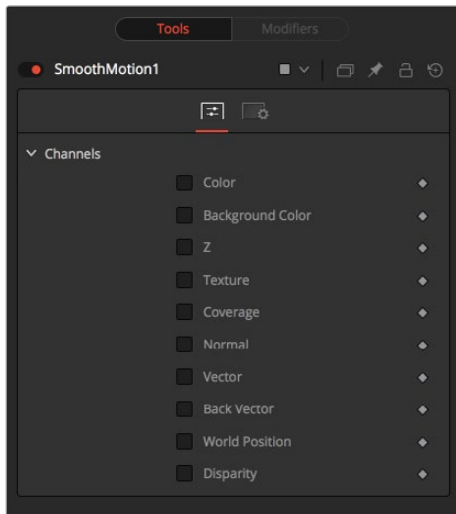 Tools
Modifiers
SmoothMotion1
Channels
Color
Background Color
Z
Texture
Coverage
Normal
Vector
Back Vector
World Position
Disparity